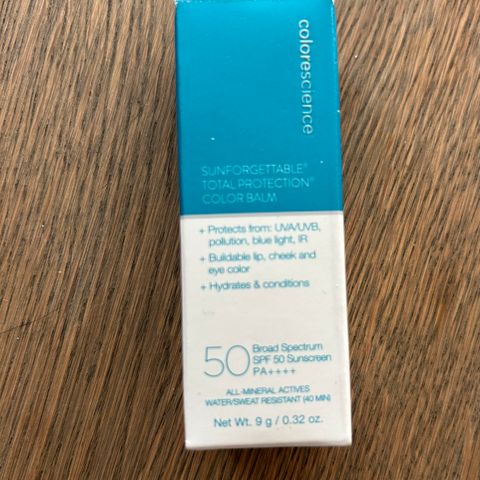 colorescience
SUNFORGETTABLE®
TOTAL PROTECTION®
COLOR BALM
+ Protects from: UVA/UVB,
pollution, blue light, IR
+ Buildable lip, cheek and
eye color
+ Hydrates & conditions
50 Broad Spectrum
SPF 50 Sunscreen
PA++++
ALL-MINERAL ACTIVES
WATER/SWEAT RESISTANT (40 MIN)
Net Wt. 9 g / 0.32 oz.